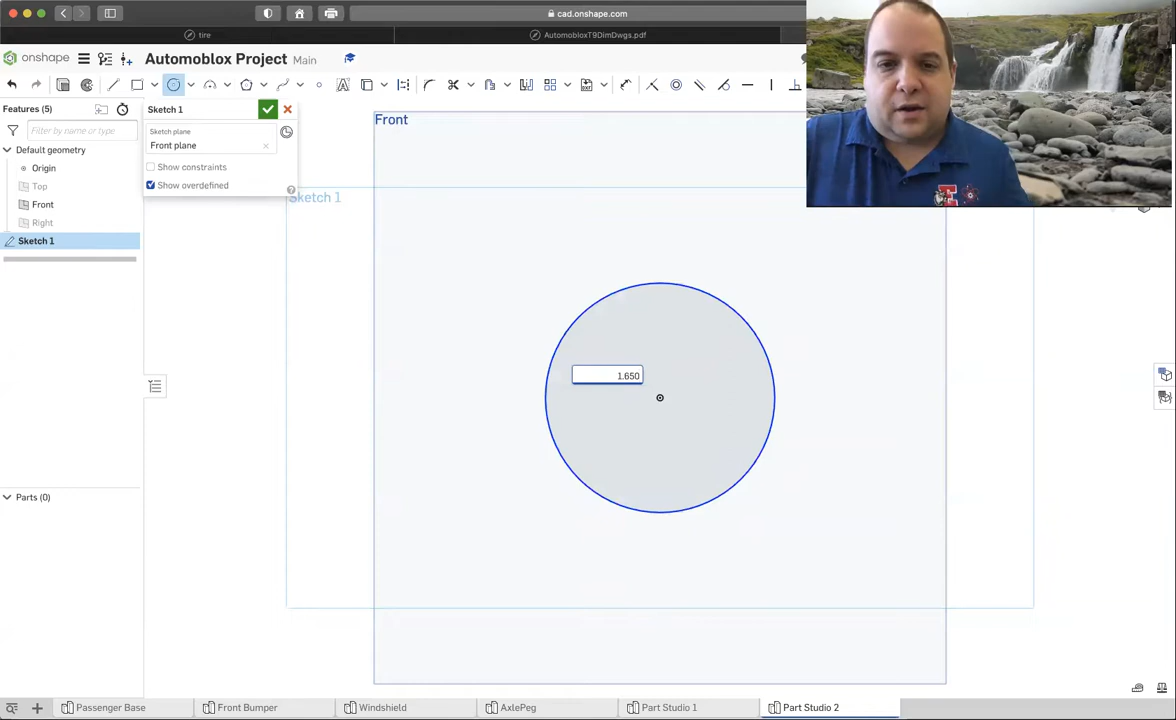 cad.onshape.com
tire
AutomobloxT9DimDwgs.pdf
onshape
Automoblox Project
Main
Features (5)
Sketch 1
Filter by name or type
Sketch plane
Front plane
Default geometry
Show constraints
Origin
Show overdefined
Top
Front
Right
Sketch 1
Front
Sketch 1
1.650
Parts (0)
Passenger Base
Front Bumper
Windshield
AxlePeg
Part Studio 1
Part Studio 2